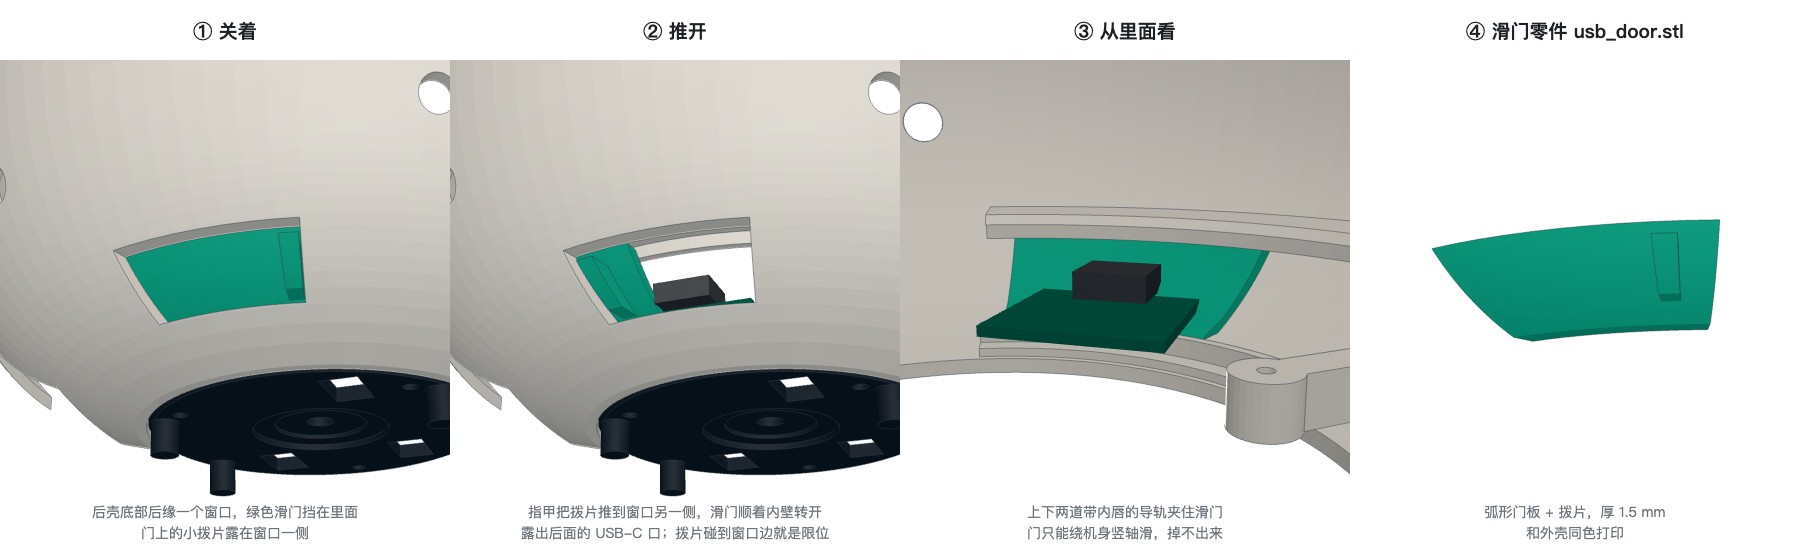 ① 关着
② 推开
③ 从里面看
④ 滑门零件 usb_door.stl
后壳底部后缘一个窗口，绿色滑门挡在里面
门上的小拨片露在窗口一侧
指甲把拨片推到窗口另一侧，滑门顺着内壁转开
露出后面的 USB-C 口；拨片碰到窗口边就是限位
上下两道带内唇的导轨夹住滑门
门只能绕机身竖轴滑，掉不出来
弧形门板 + 拨片，厚 1.5 mm
和外壳同色打印